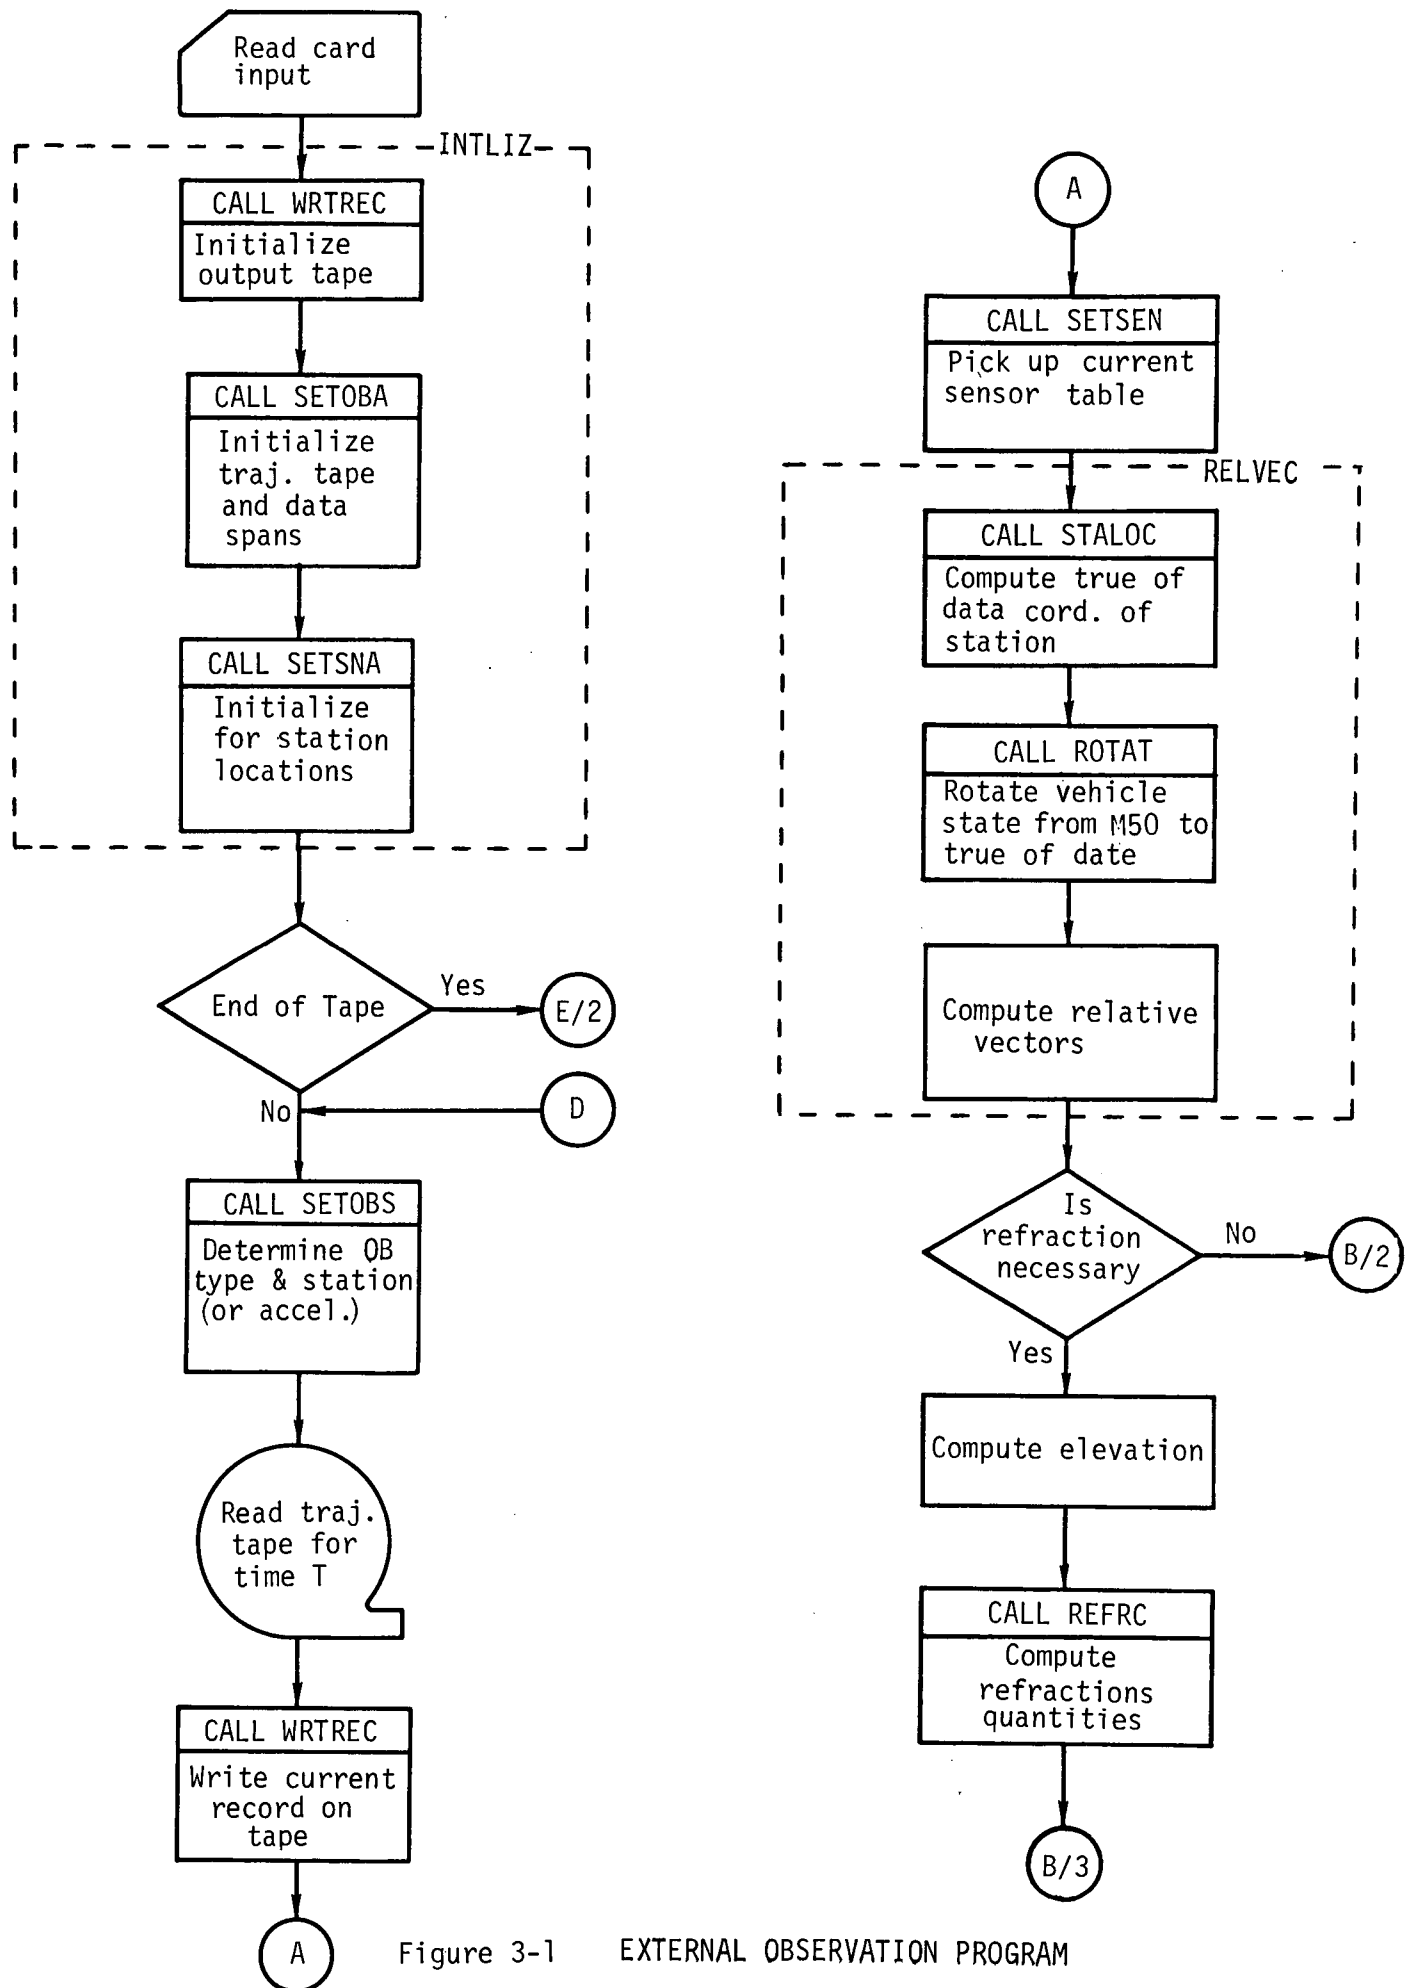 Read card
input
INTLIZ
CALL WRTREC
Initialize
output tape
CALL SETOBA
Initialize
traj. tape
and data
spans
CALL SETSNA
Initialize
for station
locations
End of Tape
Yes
E/2
No
D
CALL SETOBS
Determine OB
type & station
(or accel.)
Read traj.
tape for
time T
CALL WRTREC
Write current
record on
tape
A
A
CALL SETSEN
Pick up current
sensor table
RELVEC
CALL STALOC
Compute true of
data cord. of
station
CALL ROTAT
Rotate vehicle
state from M50 to
true of date
Compute relative
vectors
Is
refraction
necessary
No
B/2
Yes
Compute elevation
CALL REFRC
Compute
refractions
quantities
B/3
Figure 3-1 EXTERNAL OBSERVATION PROGRAM